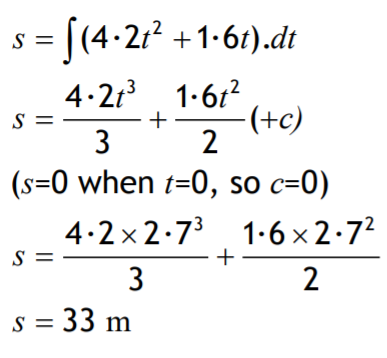 s = ∫(4·2t² + 1·6t).dt
s = 4·2t³/3 + 1·6t²/2 (+c)
(s=0 when t=0, so c=0)
s = 4·2 × 2·7³/3 + 1·6 × 2·7²/2
s = 33 m